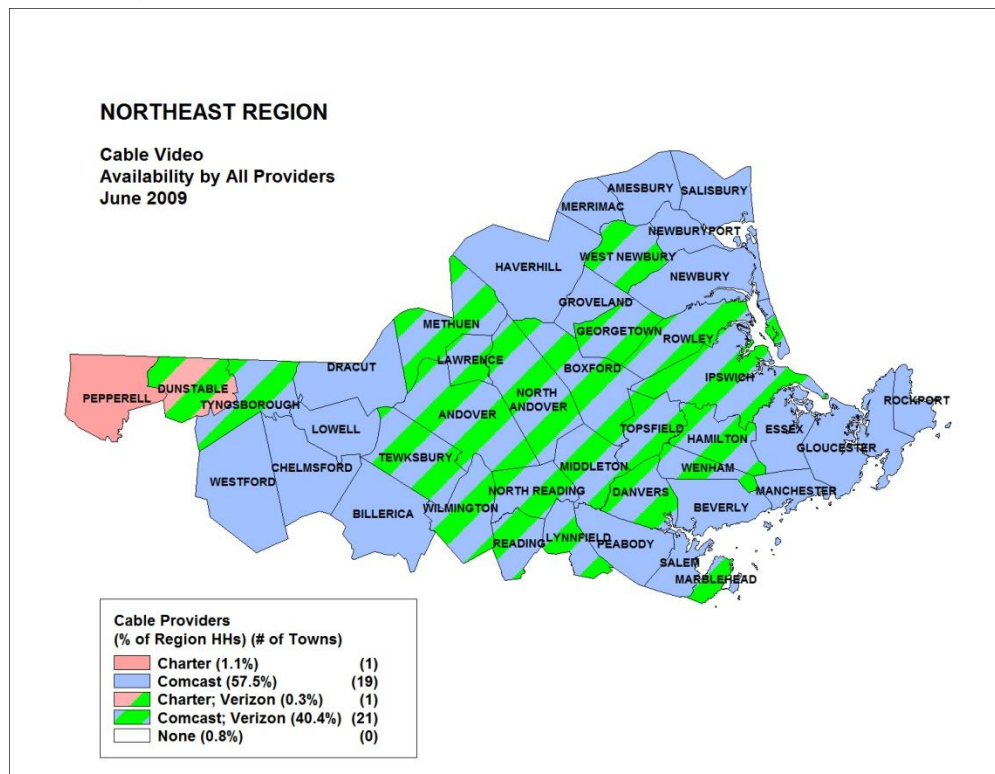 NORTHEAST REGION
Cable Video
Availability by All Providers
June 2009
AMESBURY
SALISBURY
MERRIMAC
NEWBURYPORT
WEST NEWBURY
HAVERHILL
NEWBURY
GROVELAND
METHUEN
GEORGETOWN
ROWLEY
LAWRENCE
DRACUT
BOXFORD
IPSWICH
DUNSTABLE
PEPPERELL
TYNGSBOROUGH
NORTH
ANDOVER
ANDOVER
ROCKPORT
LOWELL
TOPSFIELD
HAMILTON
ESSEX
GLOUCESTER
TEWKSBURY
CHELMSFORD
MIDDLETON
WENHAM
WESTFORD
NORTH READING
DANVERS
MANCHESTER
BEVERLY
WILMINGTON
BILLERICA
READING
LYNNFIELD
PEABODY
SALEM
MARBLEHEAD
Cable Providers
(% of Region HHs) (# of Towns)
Charter (1.1%) (1)
Comcast (57.5%) (19)
Charter; Verizon (0.3%) (1)
Comcast; Verizon (40.4%) (21)
None (0.8%) (0)